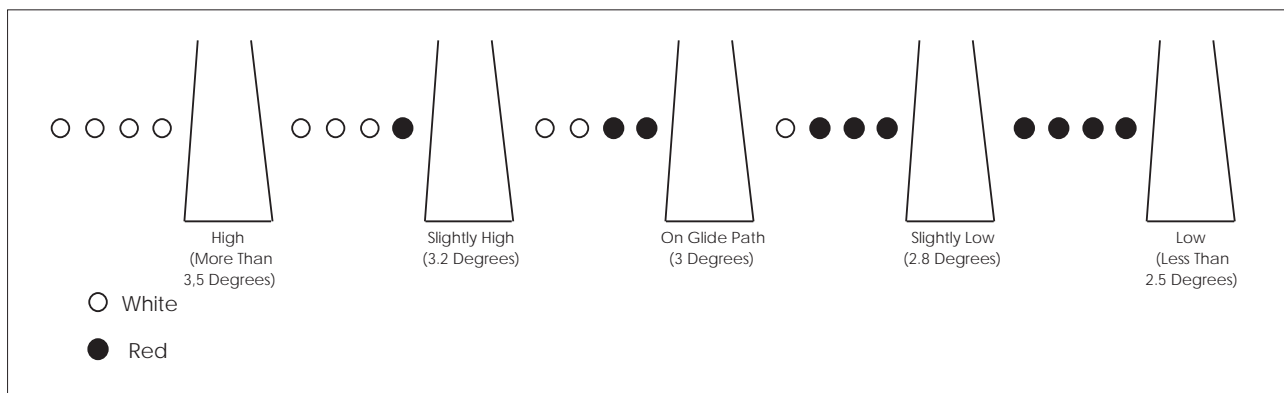 High
(More Than
3,5 Degrees)
Slightly High
(3.2 Degrees)
On Glide Path
(3 Degrees)
Slightly Low
(2.8 Degrees)
Low
(Less Than
2.5 Degrees)
White
Red